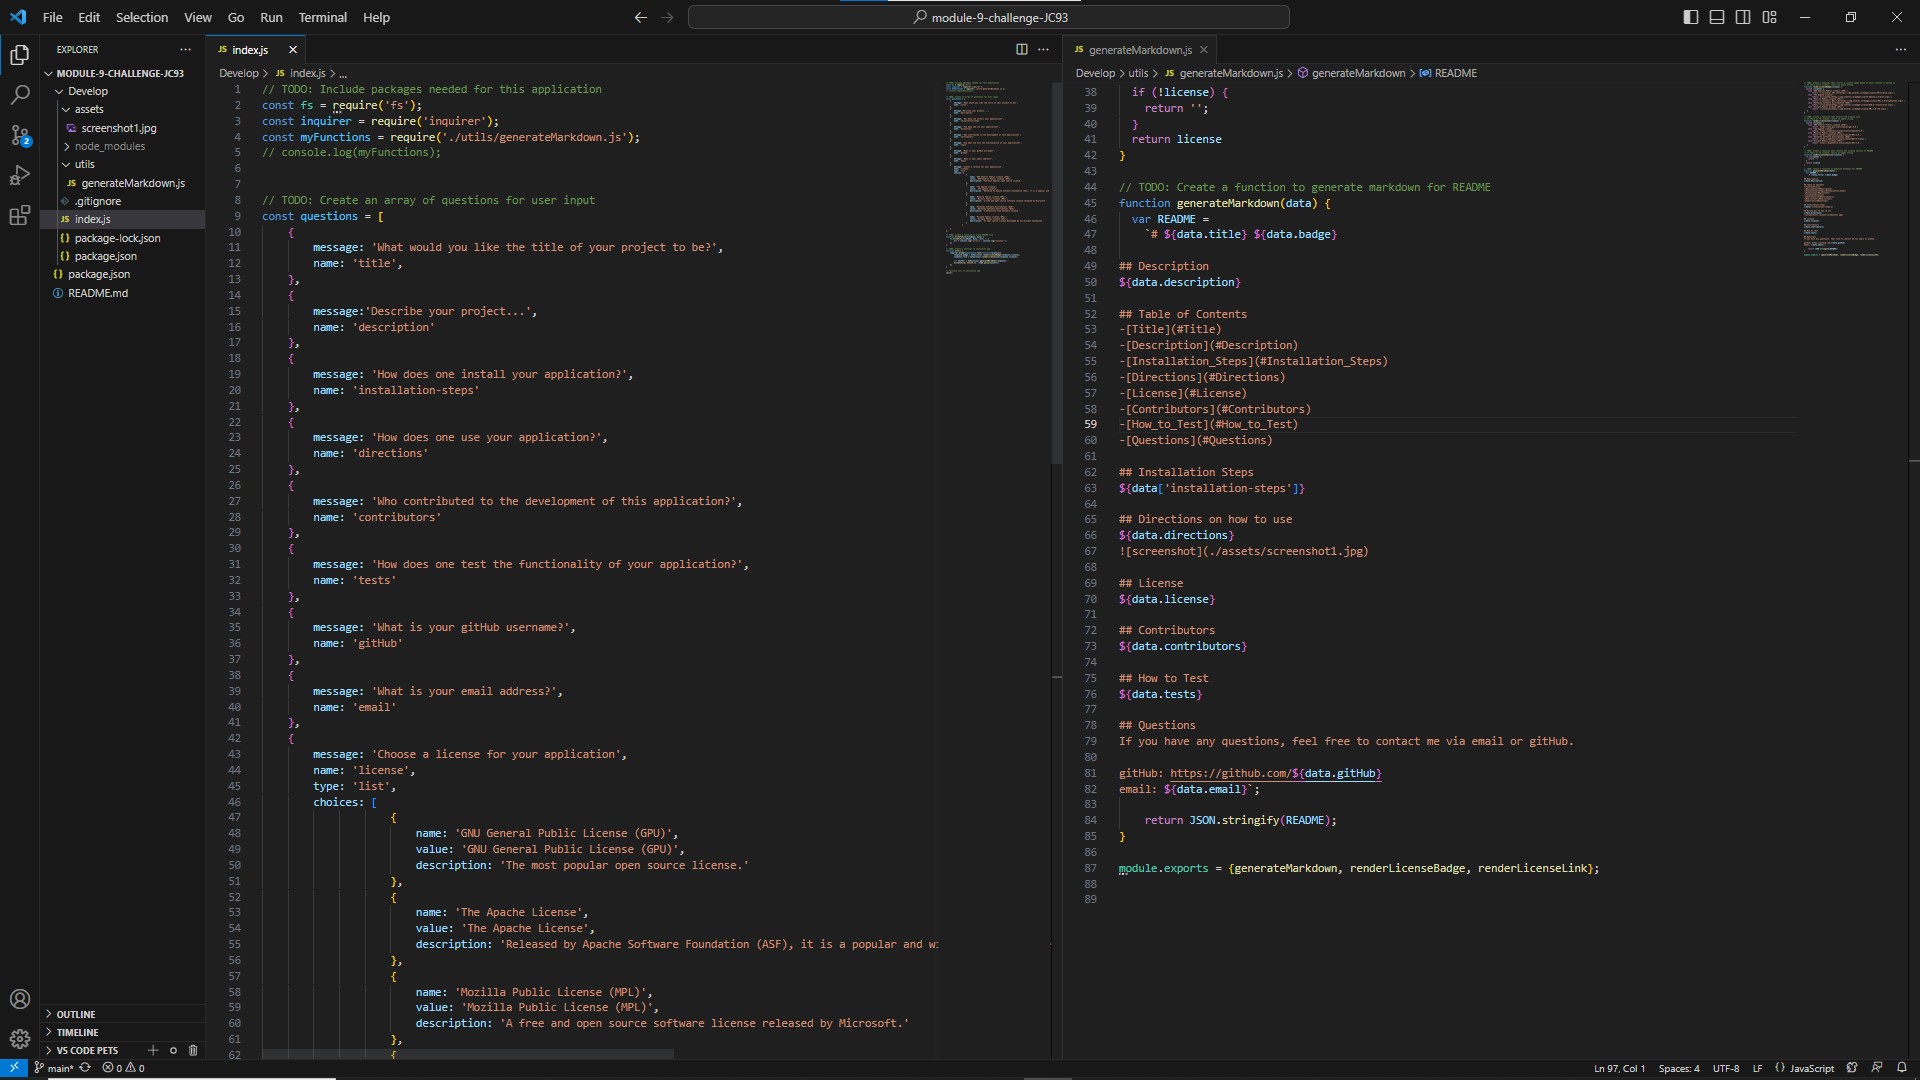 File Edit Selection View Go Run Terminal Help
module-9-challenge-JC93
EXPLORER
MODULE-9-CHALLENGE-JC93
Develop
assets
screenshot1.jpg
node_modules
utils
JS generateMarkdown.js
.gitignore
JS index.js
{} package-lock.json
{} package.json
{} package.json
README.md
OUTLINE
TIMELINE
VS CODE PETS
JS index.js
Develop > JS index.js > ...
1 // TODO: Include packages needed for this application
2 const fs = require('fs');
3 const inquirer = require('inquirer');
4 const myFunctions = require('./utils/generateMarkdown.js');
5 // console.log(myFunctions);
6
7
8 // TODO: Create an array of questions for user input
9 const questions = [
10 {
11 message: 'What would you like the title of your project to be?',
12 name: 'title',
13 },
14 {
15 message:'Describe your project...',
16 name: 'description'
17 },
18 {
19 message: 'How does one install your application?',
20 name: 'installation-steps'
21 },
22 {
23 message: 'How does one use your application?',
24 name: 'directions'
25 },
26 {
27 message: 'Who contributed to the development of this application?',
28 name: 'contributors'
29 },
30 {
31 message: 'How does one test the functionality of your application?',
32 name: 'tests'
33 },
34 {
35 message: 'What is your gitHub username?',
36 name: 'gitHub'
37 },
38 {
39 message: 'What is your email address?',
40 name: 'email'
41 },
42 {
43 message: 'Choose a license for your application',
44 name: 'license',
45 type: 'list',
46 choices: [
47 {
48 name: 'GNU General Public License (GPU)',
49 value: 'GNU General Public License (GPU)',
50 description: 'The most popular open source license.'
51 },
52 {
53 name: 'The Apache License',
54 value: 'The Apache License',
55 description: 'Released by Apache Software Foundation (ASF), it is a popular and wi
56 },
57 {
58 name: 'Mozilla Public License (MPL)',
59 value: 'Mozilla Public License (MPL)',
60 description: 'A free and open source software license released by Microsoft.'
61 },
62 {
JS generateMarkdown.js
Develop > utils > JS generateMarkdown.js > generateMarkdown > README
38 if (!license) {
39 return '';
40 }
41 return license
42 }
43
44 // TODO: Create a function to generate markdown for README
45 function generateMarkdown(data) {
46 var README =
47 `# ${data.title} ${data.badge}
48
49 ## Description
50 ${data.description}
51
52 ## Table of Contents
53 -[Title](#Title)
54 -[Description](#Description)
55 -[Installation_Steps](#Installation_Steps)
56 -[Directions](#Directions)
57 -[License](#License)
58 -[Contributors](#Contributors)
59 -[How_to_Test](#How_to_Test)
60 -[Questions](#Questions)
61
62 ## Installation Steps
63 ${data['installation-steps']}
64
65 ## Directions on how to use
66 ${data.directions}
67 ![screenshot](./assets/screenshot1.jpg)
68
69 ## License
70 ${data.license}
71
72 ## Contributors
73 ${data.contributors}
74
75 ## How to Test
76 ${data.tests}
77
78 ## Questions
79 If you have any questions, feel free to contact me via email or gitHub.
80
81 gitHub: https://github.com/${data.gitHub}
82 email: ${data.email}`;
83
84 return JSON.stringify(README);
85 }
86
87 module.exports = {generateMarkdown, renderLicenseBadge, renderLicenseLink};
88
89
main* 0 0 Ln 97, Col 1 Spaces: 4 UTF-8 LF {} JavaScript